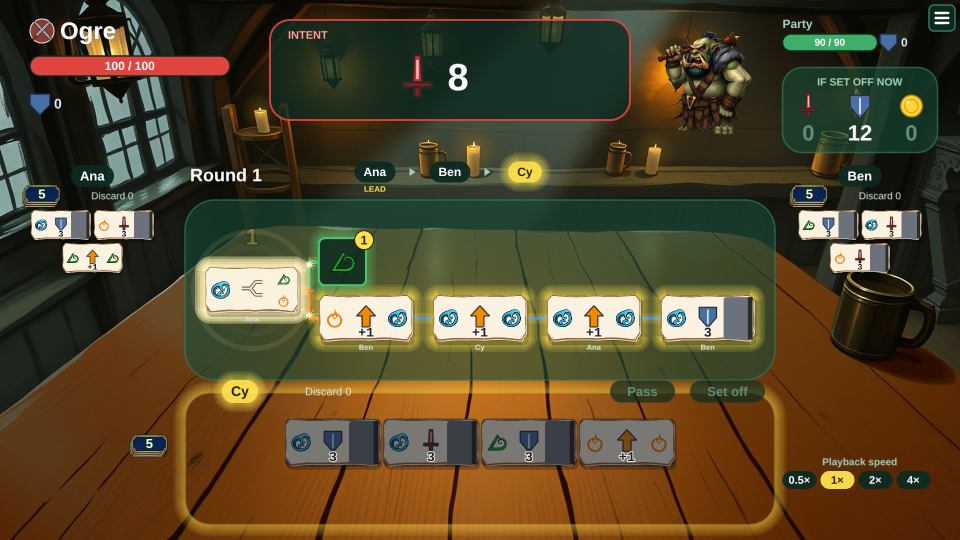 Ogre
100 / 100
0
INTENT
8
Party
90 / 90
0
IF SET OFF NOW
0
12
0
Round 1
Ana
Ben
Cy
LEAD
Ana
5
Discard 0
3
3
+1
Ben
5
Discard 0
3
3
3
1
1
Ana
+1
Ben
+1
Cy
+1
Ana
3
Ben
Cy
Discard 0
Pass
Set off
5
3
3
3
+1
Playback speed
0.5×
1×
2×
4×